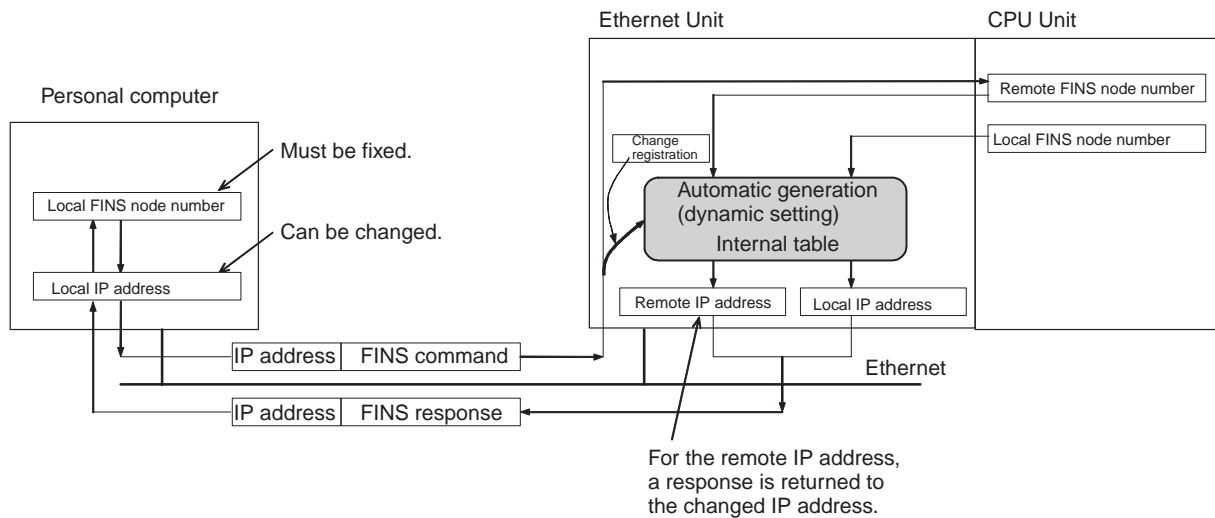 Ethernet Unit
CPU Unit
Personal computer
Must be fixed.
Local FINS node number
Can be changed.
Local IP address
Change
registration
Remote FINS node number
Local FINS node number
Automatic generation
(dynamic setting)
Internal table
Remote IP address
Local IP address
IP address
FINS command
Ethernet
IP address
FINS response
For the remote IP address,
a response is returned to
the changed IP address.